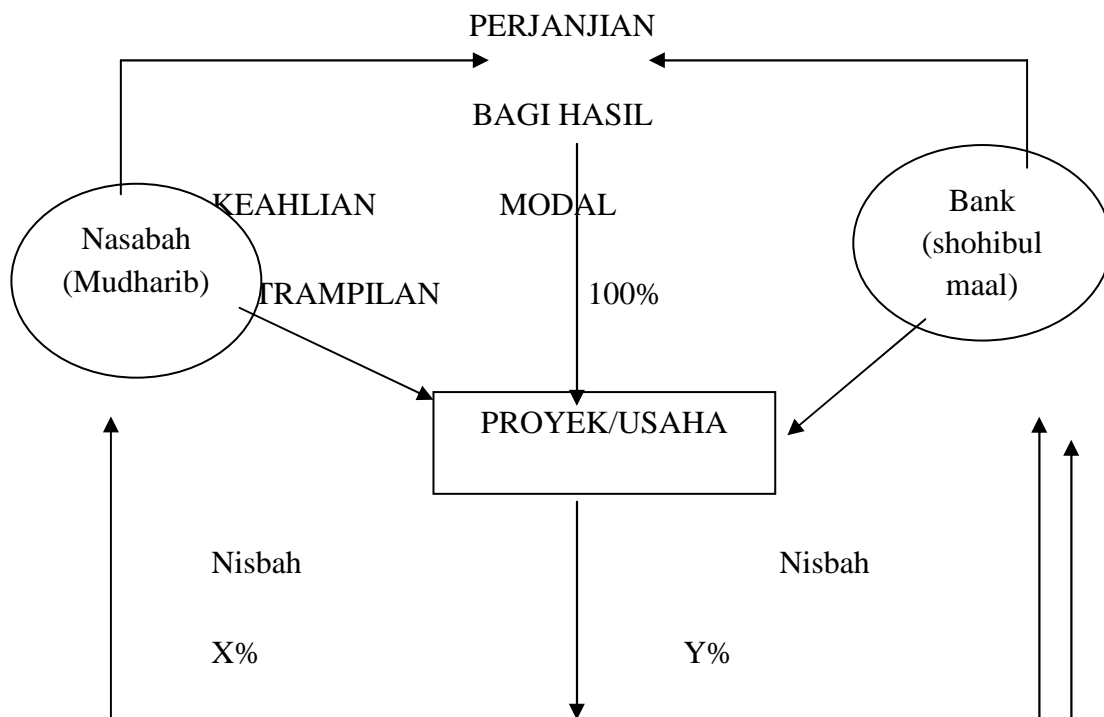 PERJANJIAN
BAGI HASIL
KEAHLIAN
MODAL
Nasabah
(Mudharib)
Bank
(shohibul
maal)
TRAMPILAN
100%
PROYEK/USAHA
Nisbah
Nisbah
X%
Y%